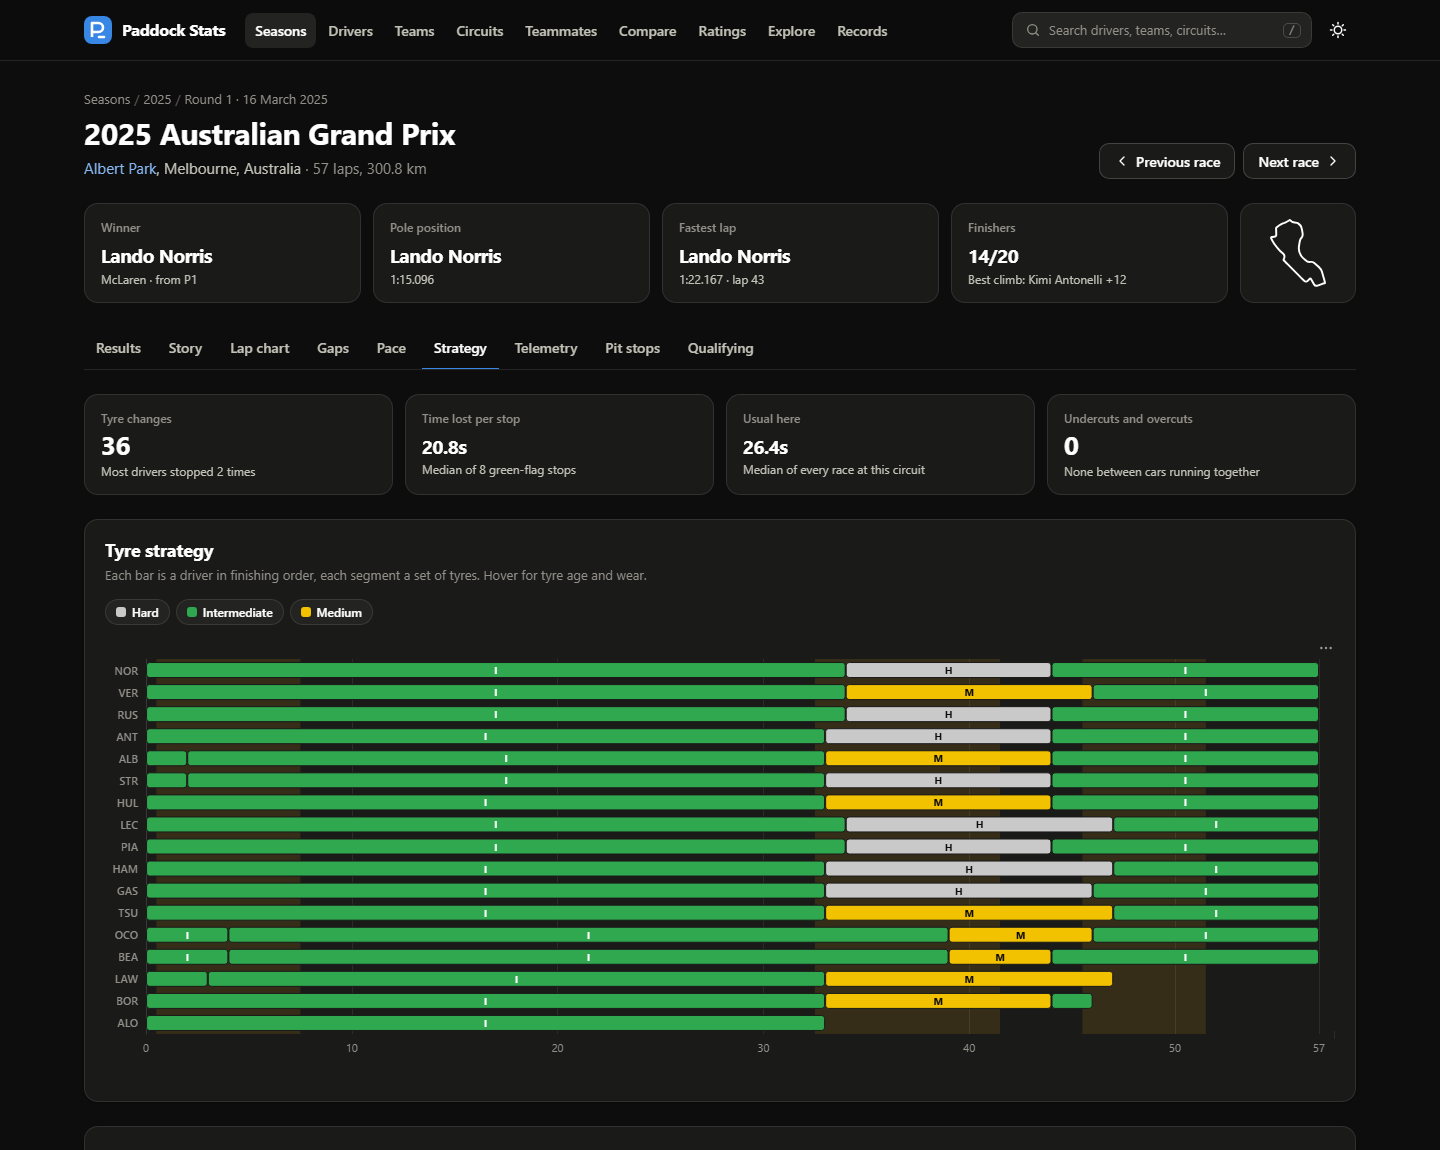 Paddock Stats
Seasons
Drivers
Teams
Circuits
Teammates
Compare
Ratings
Explore
Records
Search drivers, teams, circuits...
/
Seasons / 2025 / Round 1 · 16 March 2025
2025 Australian Grand Prix
Albert Park, Melbourne, Australia · 57 laps, 300.8 km
Previous race
Next race
Winner
Lando Norris
McLaren · from P1
Pole position
Lando Norris
1:15.096
Fastest lap
Lando Norris
1:22.167 · lap 43
Finishers
14/20
Best climb: Kimi Antonelli +12
Results
Story
Lap chart
Gaps
Pace
Strategy
Telemetry
Pit stops
Qualifying
Tyre changes
36
Most drivers stopped 2 times
Time lost per stop
20.8s
Median of 8 green-flag stops
Usual here
26.4s
Median of every race at this circuit
Undercuts and overcuts
0
None between cars running together
Tyre strategy
Each bar is a driver in finishing order, each segment a set of tyres. Hover for tyre age and wear.
Hard
Intermediate
Medium
NOR I H I
VER I M I
RUS I H I
ANT I H I
ALB I M I
STR I H I
HUL I M I
LEC I H I
PIA I H I
HAM I H I
GAS I H I
TSU I M I
OCO I I M I
BEA I I M I
LAW I M
BOR I M
ALO I
0 10 20 30 40 50 57